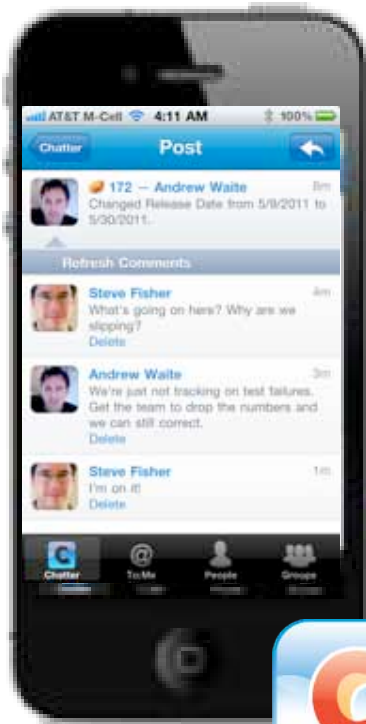 AT&T M-Cell 4:11 AM 100%
Chatter Post
172 – Andrew Waite 8m
Changed Release Date from 5/9/2011 to
5/30/2011.
Refresh Comments
Steve Fisher 4m
What's going on here? Why are we
slipping?
Delete
Andrew Waite 3m
We're just not tracking on test failures.
Get the team to drop the numbers and
we can still correct.
Delete
Steve Fisher 1m
I'm on it!
Delete
Chatter To Me People Groups